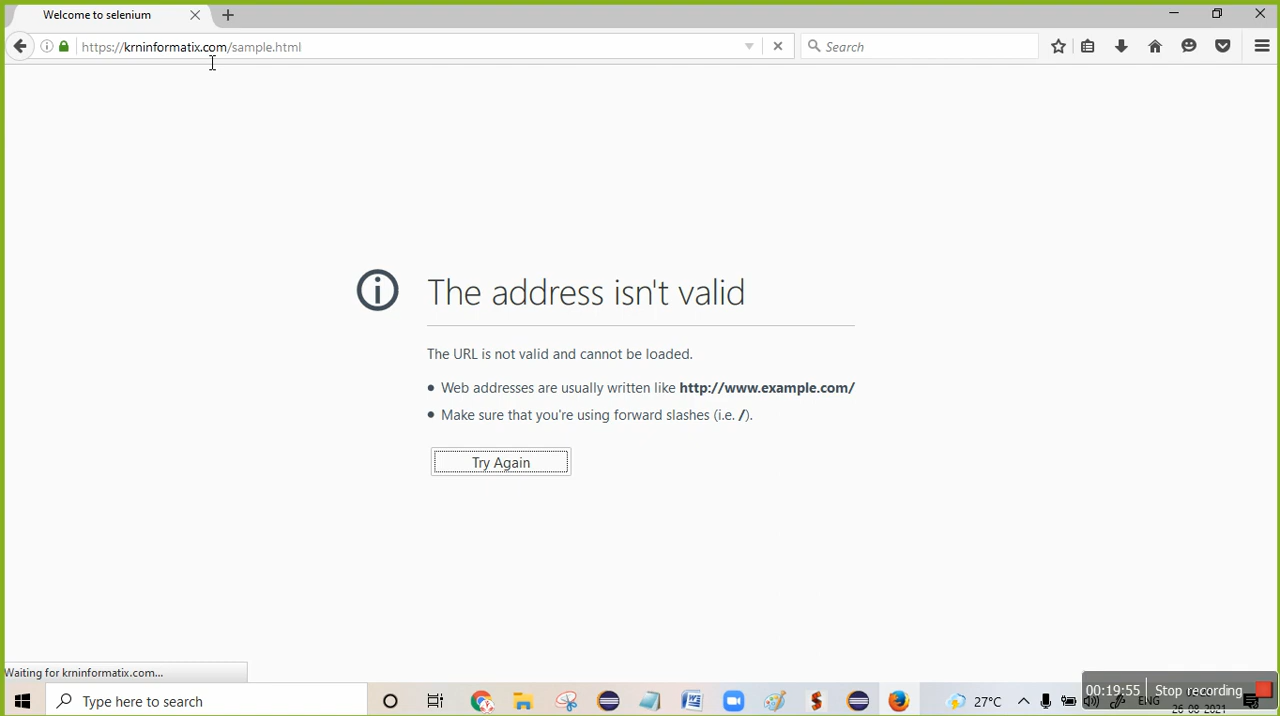 Welcome to selenium
https://krninformatix.com/sample.html
Search
The address isn't valid
The URL is not valid and cannot be loaded.
• Web addresses are usually written like http://www.example.com/
• Make sure that you're using forward slashes (i.e. /).
Try Again
Waiting for krninformatix.com...
Type here to search
27°C
00:19:55
Stop recording
ENG
26-08-2021